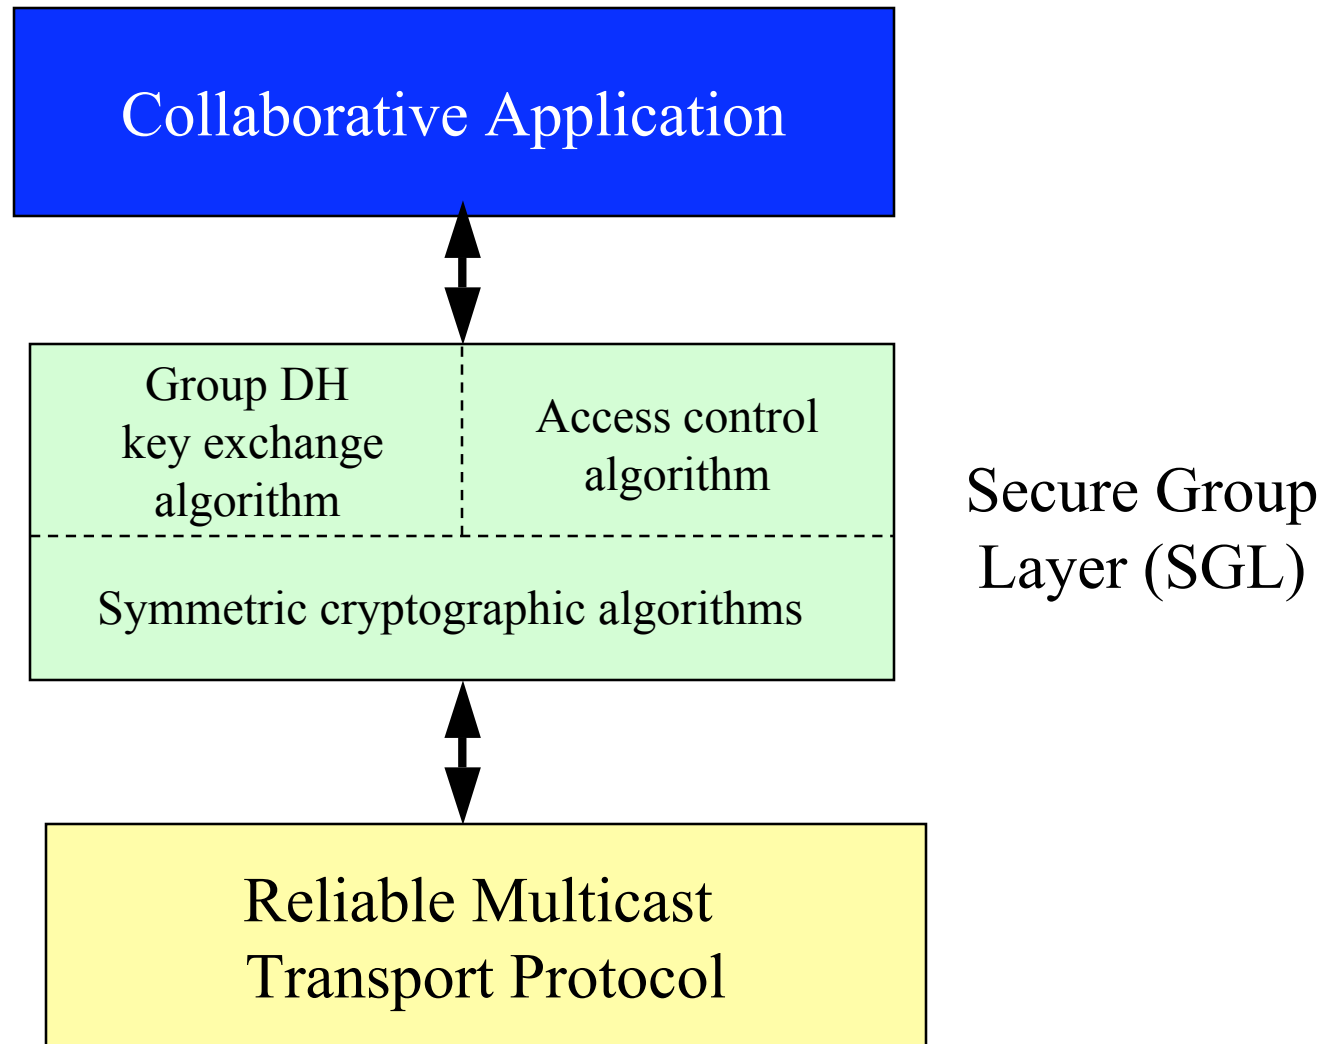 Collaborative Application
Group DH
key exchange
algorithm
Access control
algorithm
Symmetric cryptographic algorithms
Secure Group
Layer (SGL)
Reliable Multicast
Transport Protocol